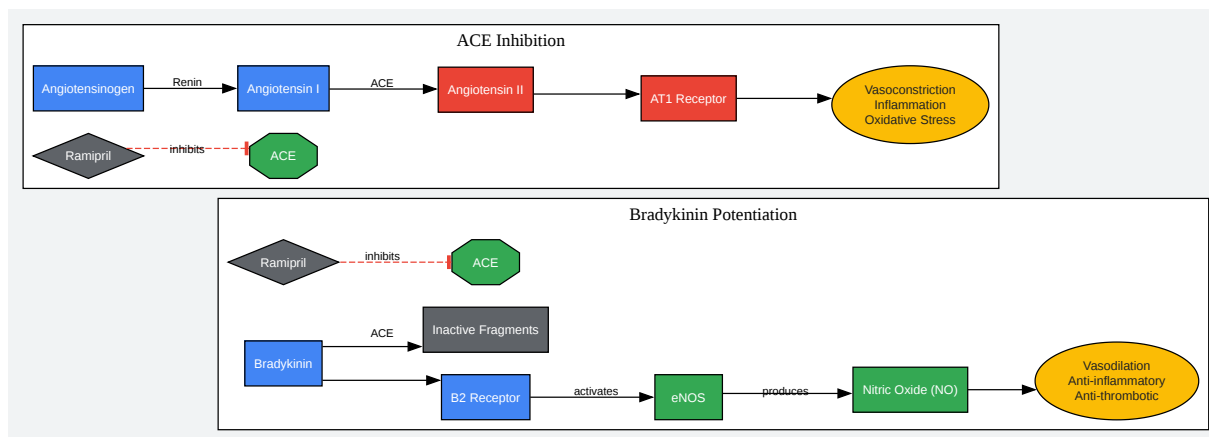 ACE Inhibition
Angiotensinogen
Renin
Angiotensin I
ACE
Angiotensin II
AT1 Receptor
Vasoconstriction
Inflammation
Oxidative Stress
Ramipril
inhibits
ACE
Bradykinin Potentiation
Ramipril
inhibits
ACE
Bradykinin
ACE
Inactive Fragments
B2 Receptor
activates
eNOS
produces
Nitric Oxide (NO)
Vasodilation
Anti-inflammatory
Anti-thrombotic